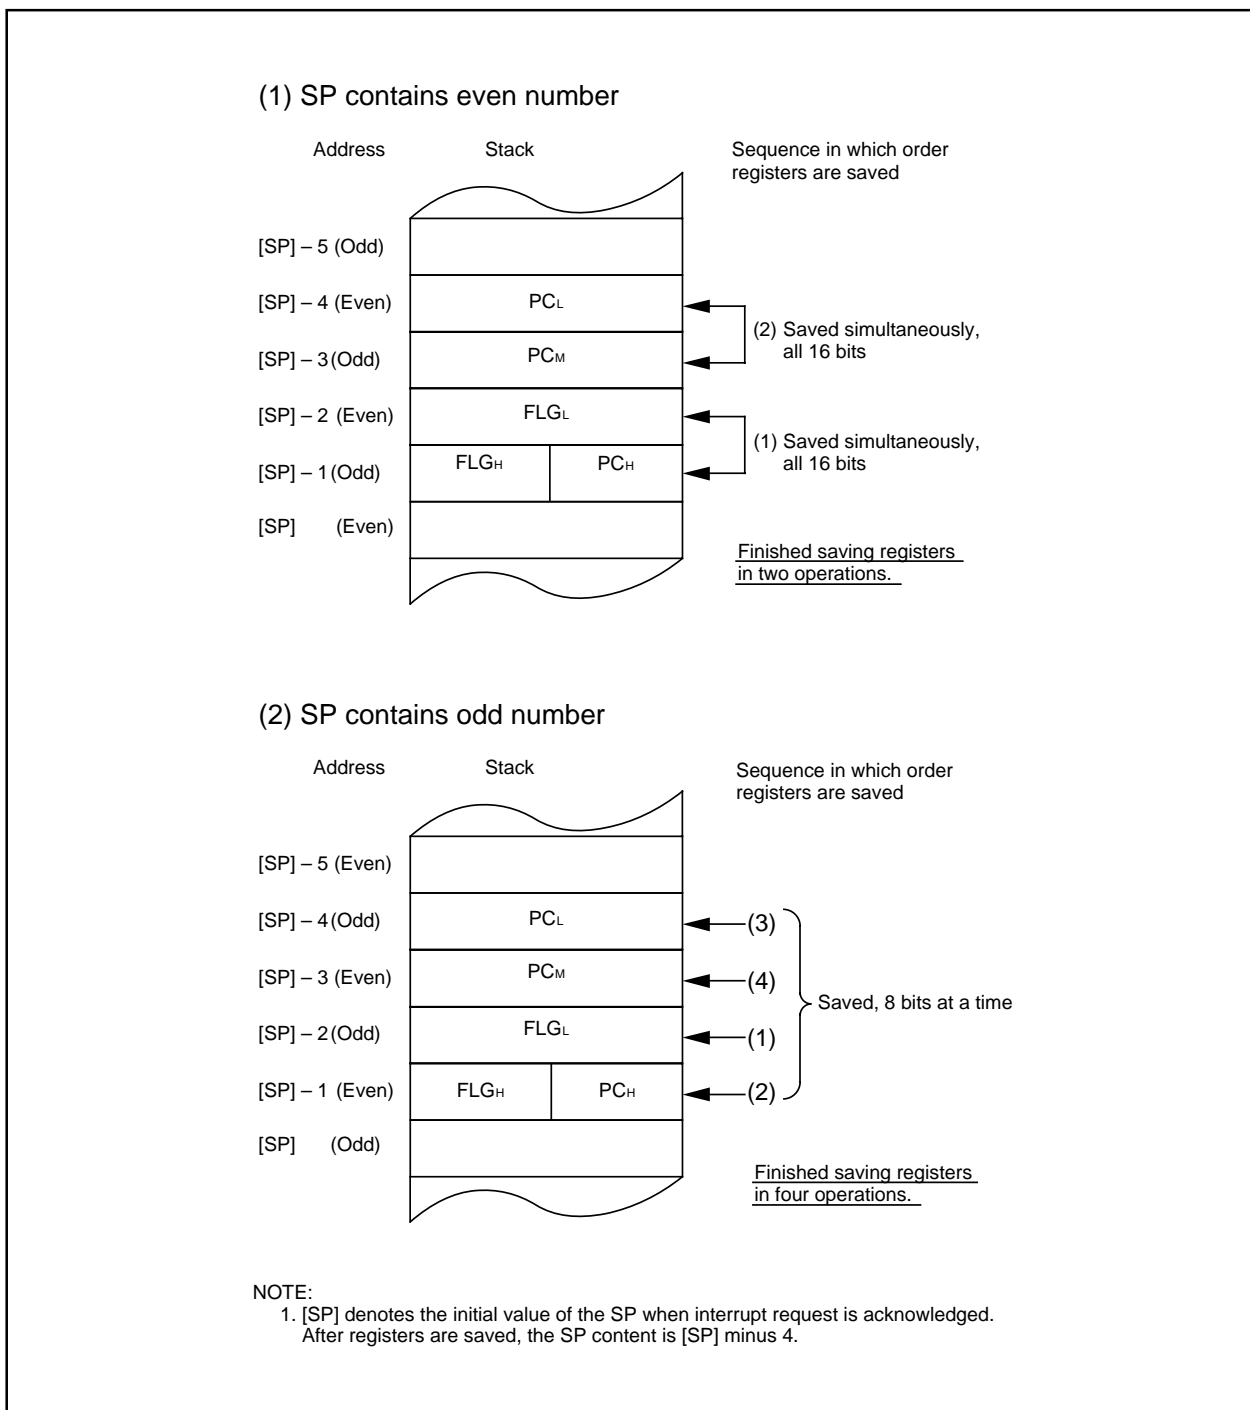 (1) SP contains even number
Address Stack Sequence in which order
registers are saved
[SP] – 5 (Odd)
[SP] – 4 (Even) PCL
[SP] – 3 (Odd) PCM
(2) Saved simultaneously,
all 16 bits
[SP] – 2 (Even) FLGL
[SP] – 1 (Odd) FLGH PCH
(1) Saved simultaneously,
all 16 bits
[SP] (Even)
Finished saving registers
in two operations.
(2) SP contains odd number
Address Stack Sequence in which order
registers are saved
[SP] – 5 (Even)
[SP] – 4 (Odd) PCL (3)
[SP] – 3 (Even) PCM (4)
Saved, 8 bits at a time
[SP] – 2 (Odd) FLGL (1)
[SP] – 1 (Even) FLGH PCH (2)
[SP] (Odd)
Finished saving registers
in four operations.
NOTE:
1. [SP] denotes the initial value of the SP when interrupt request is acknowledged.
After registers are saved, the SP content is [SP] minus 4.